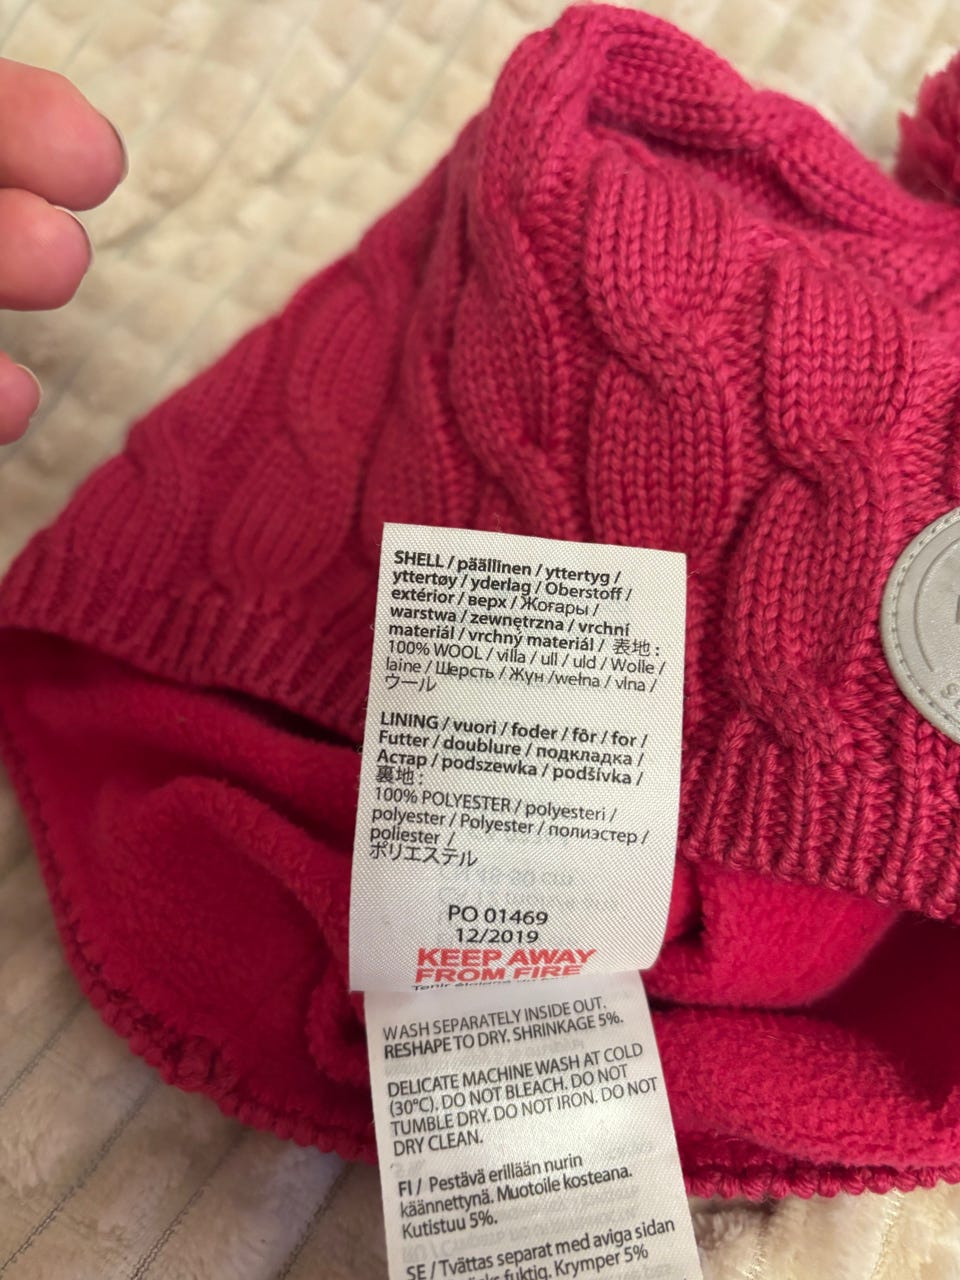 SHELL / päällinen / yttertyg /
yttertøy / yderlag / Oberstoff /
extérior / верх / Жоғары /
warstwa / zewnętrzna / vrchní
materiál / vrchný materiál / 表地 :
100% WOOL / villa / ull / uld / Wolle /
laine / Шерсть / Жүн /wełna / vlna /
ウール
LINING / vuori / foder / fôr / for /
Futter / doublure / подкладка /
Астар / podszewka / podšívka /
裏地 :
100% POLYESTER / polyesteri /
polyester / Polyester / полиэстер /
poliester /
ポリエステル
PO 01469
12/2019
KEEP AWAY
FROM FIRE
WASH SEPARATELY INSIDE OUT.
RESHAPE TO DRY. SHRINKAGE 5%.
DELICATE MACHINE WASH AT COLD
(30°C). DO NOT BLEACH. DO NOT
TUMBLE DRY. DO NOT IRON. DO NOT
DRY CLEAN.
FI / Pestävä erillään nurin
käännettynä. Muotoile kosteana.
Kutistuu 5%.
SE / Tvättas separat med aviga sidan
fuktig. Krymper 5%